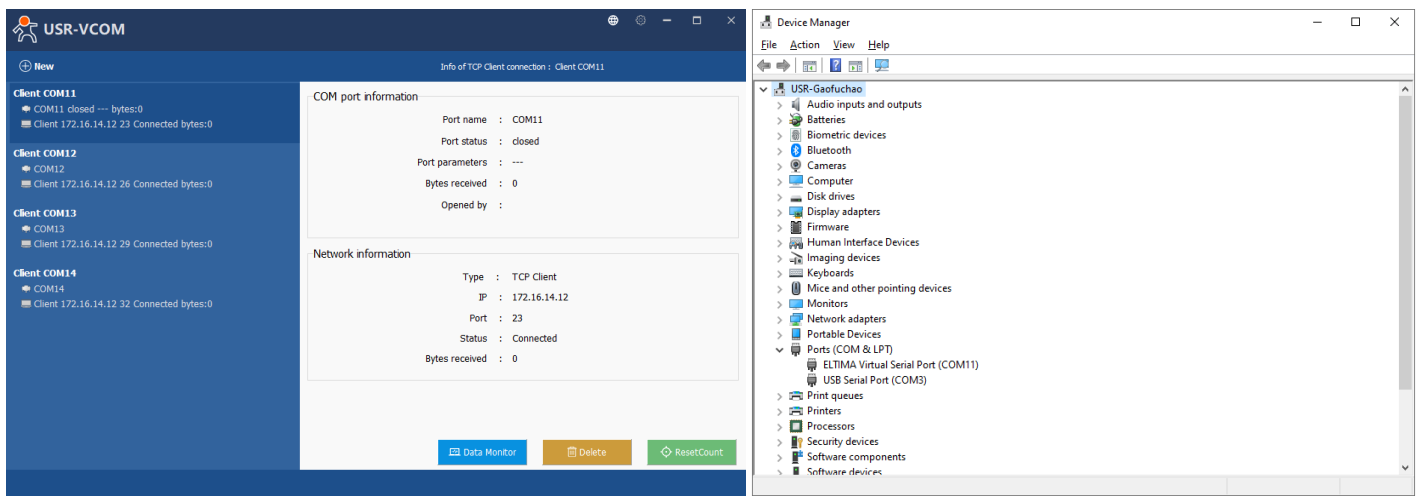 USR-VCOM
New
Info of TCP Client connection : Client COM11
Client COM11
COM11 closed --- bytes:0
Client 172.16.14.12 23 Connected bytes:0
Client COM12
COM12
Client 172.16.14.12 26 Connected bytes:0
Client COM13
COM13
Client 172.16.14.12 29 Connected bytes:0
Client COM14
COM14
Client 172.16.14.12 32 Connected bytes:0
COM port information
Port name : COM11
Port status : closed
Port parameters : ---
Bytes received : 0
Opened by :
Network information
Type : TCP Client
IP : 172.16.14.12
Port : 23
Status : Connected
Bytes received : 0
Data Monitor Delete ResetCount
Device Manager
File Action View Help
USR-Gaofuchao
Audio inputs and outputs
Batteries
Biometric devices
Bluetooth
Cameras
Computer
Disk drives
Display adapters
Firmware
Human Interface Devices
Imaging devices
Keyboards
Mice and other pointing devices
Monitors
Network adapters
Portable Devices
Ports (COM & LPT)
ELTIMA Virtual Serial Port (COM11)
USB Serial Port (COM3)
Print queues
Printers
Processors
Security devices
Software components
Software devices